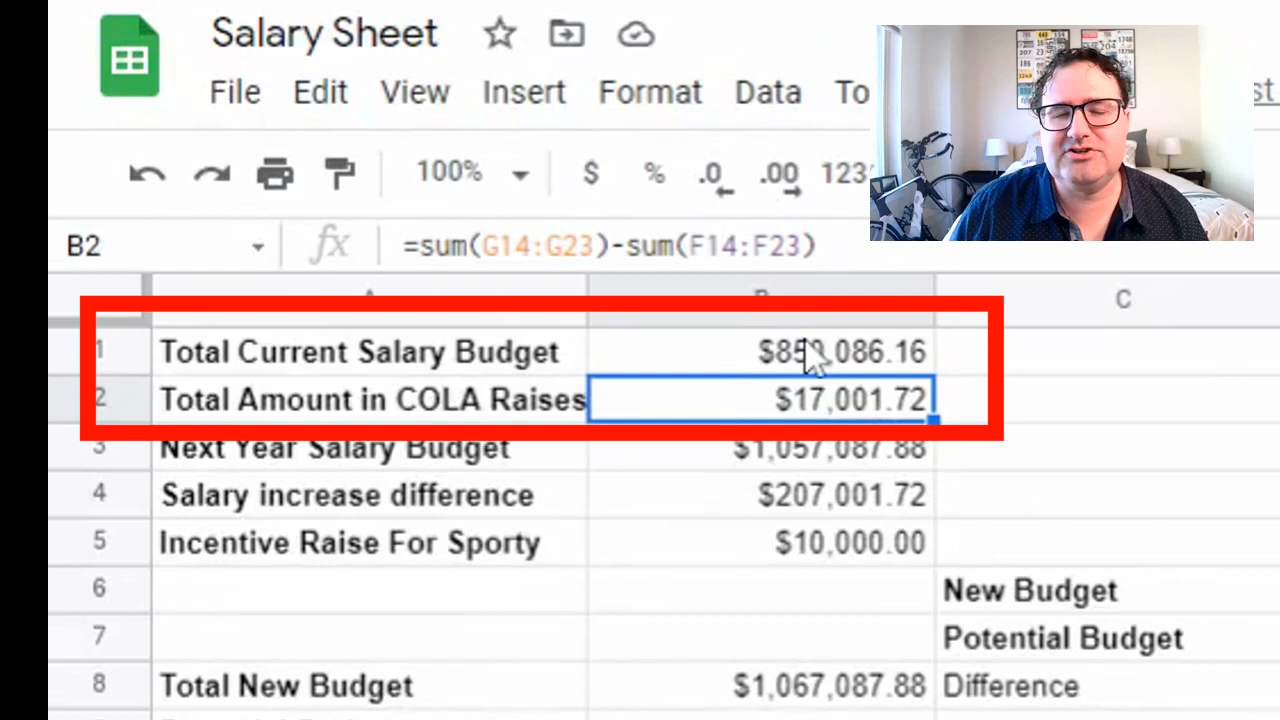 Salary Sheet
File Edit View Insert Format Data To
100% $ % .0 .00 123
B2 fx =sum(G14:G23)-sum(F14:F23)
C
1 Total Current Salary Budget
2 Total Amount in COLA Raises $17,001.72
3 Next Year Salary Budget $1,057,087.88
4 Salary increase difference $207,001.72
5 Incentive Raise For Sporty $10,000.00
6 New Budget
7 Potential Budget
8 Total New Budget $1,067,087.88 Difference